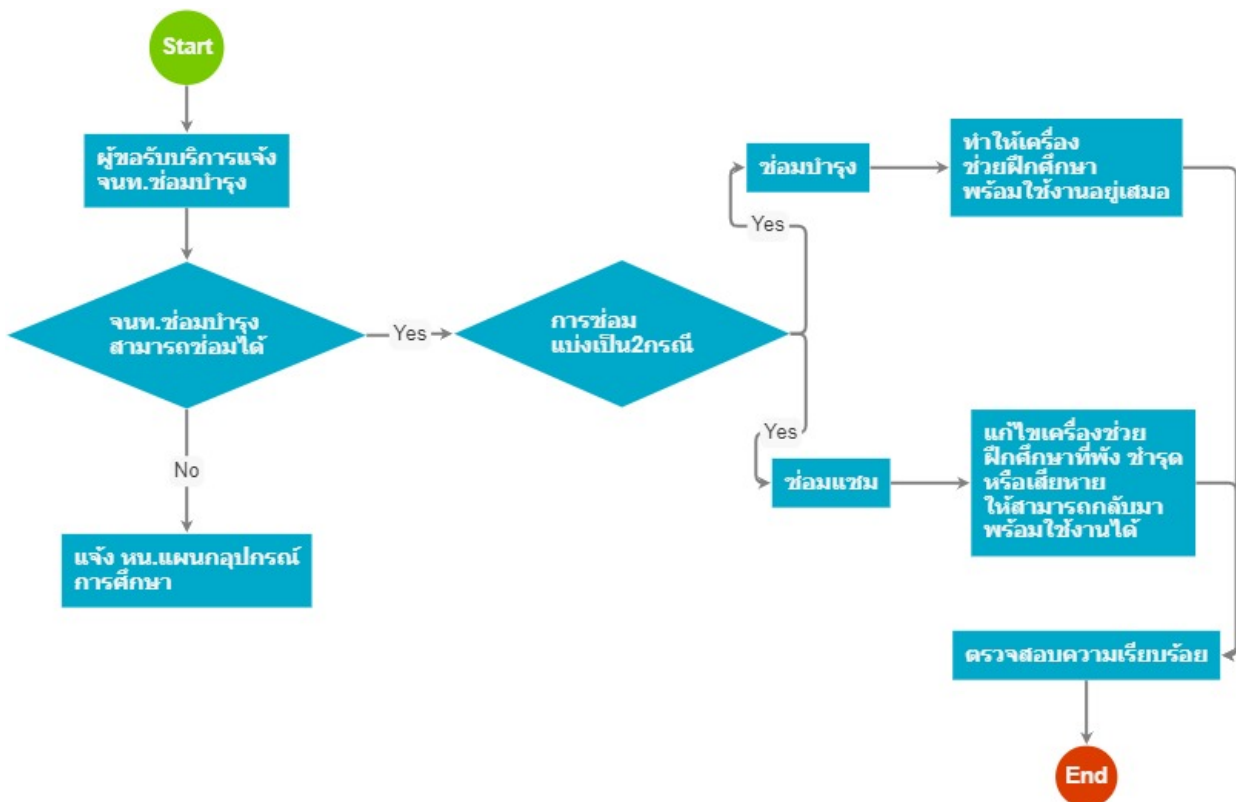 Start
ผู้ขอรับบริการแจ้ง
จนท.ซ่อมบำรุง
จนท.ซ่อมบำรุง
สามารถซ่อมได้
No
แจ้ง หน.แผนกอุปกรณ์
การศึกษา
Yes
การซ่อม
แบ่งเป็น2กรณี
Yes
ซ่อมบำรุง
ทำให้เครื่อง
ช่วยฝึกศึกษา
พร้อมใช้งานอยู่เสมอ
Yes
ซ่อมแซม
แก้ไขเครื่องช่วย
ฝึกศึกษาที่พัง ชำรุด
หรือเสียหาย
ให้สามารถกลับมา
พร้อมใช้งานได้
ตรวจสอบความเรียบร้อย
End